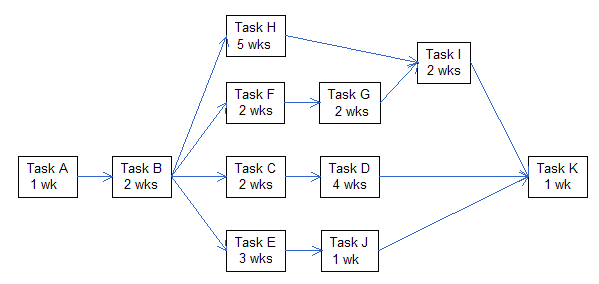 Task H
5 wks
Task I
2 wks
Task F
2 wks
Task G
2 wks
Task A
1 wk
Task B
2 wks
Task C
2 wks
Task D
4 wks
Task K
1 wk
Task E
3 wks
Task J
1 wk